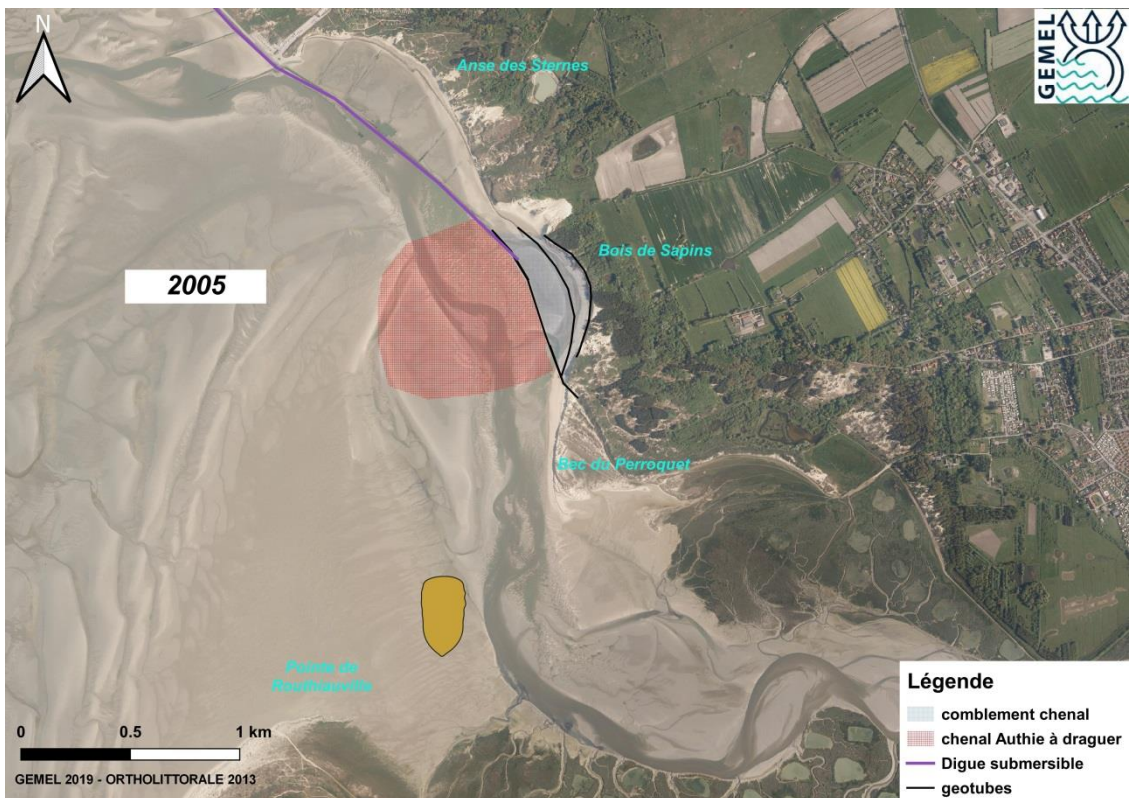 N
GEMEL
Anse des Sternes
Bois de Sapins
2005
Bec du Perroquet
Pointe de
Routhiauville
0 0.5 1 km
GEMEL 2019 - ORTHOLITTORALE 2013
Légende
comblement chenal
chenal Authie à draguer
Digue submersible
geotubes